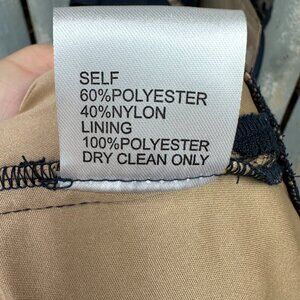 SELF
60%POLYESTER
40%NYLON
LINING
100%POLYESTER
DRY CLEAN ONLY